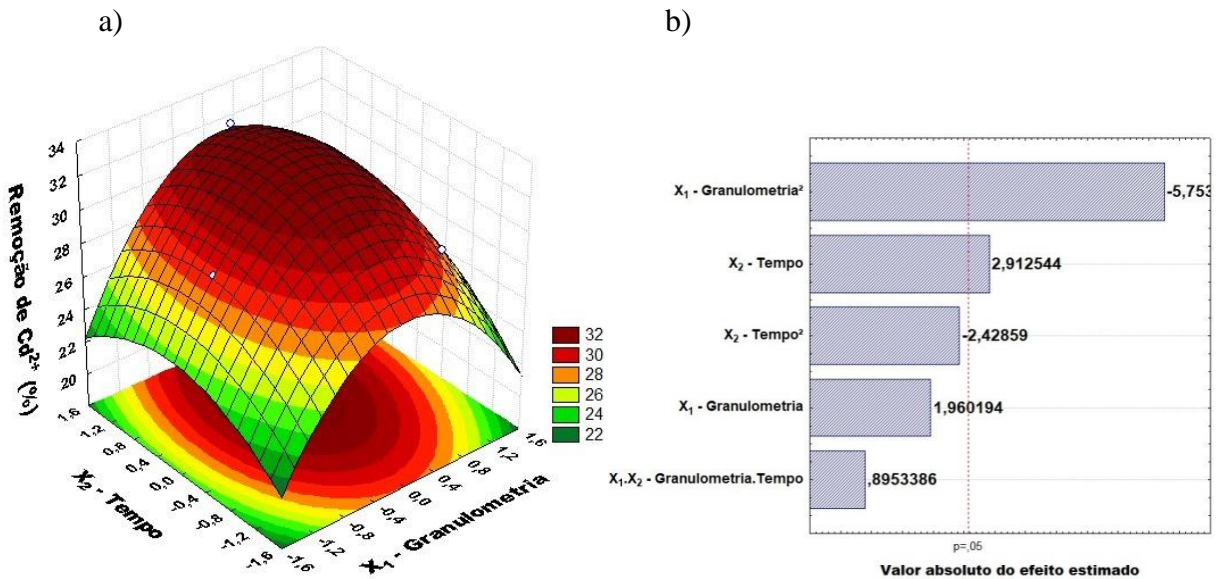 a)
b)
Remoção de Cd²⁺ (%)
34
32
30
28
26
24
22
20
1,6
1,2
0,8
0,4
0,0
-0,4
-0,8
-1,2
-1,6
X₂ - Tempo
-1,6
-1,2
-0,8
-0,4
0,0
0,4
0,8
1,2
1,6
X₁ - Granulometria
32
30
28
26
24
22
X₁ - Granulometria² -5,753
X₂ - Tempo 2,912544
X₂ - Tempo² -2,42859
X₁ - Granulometria 1,960194
X₁.X₂ - Granulometria.Tempo ,8953386
p=,05
Valor absoluto do efeito estimado